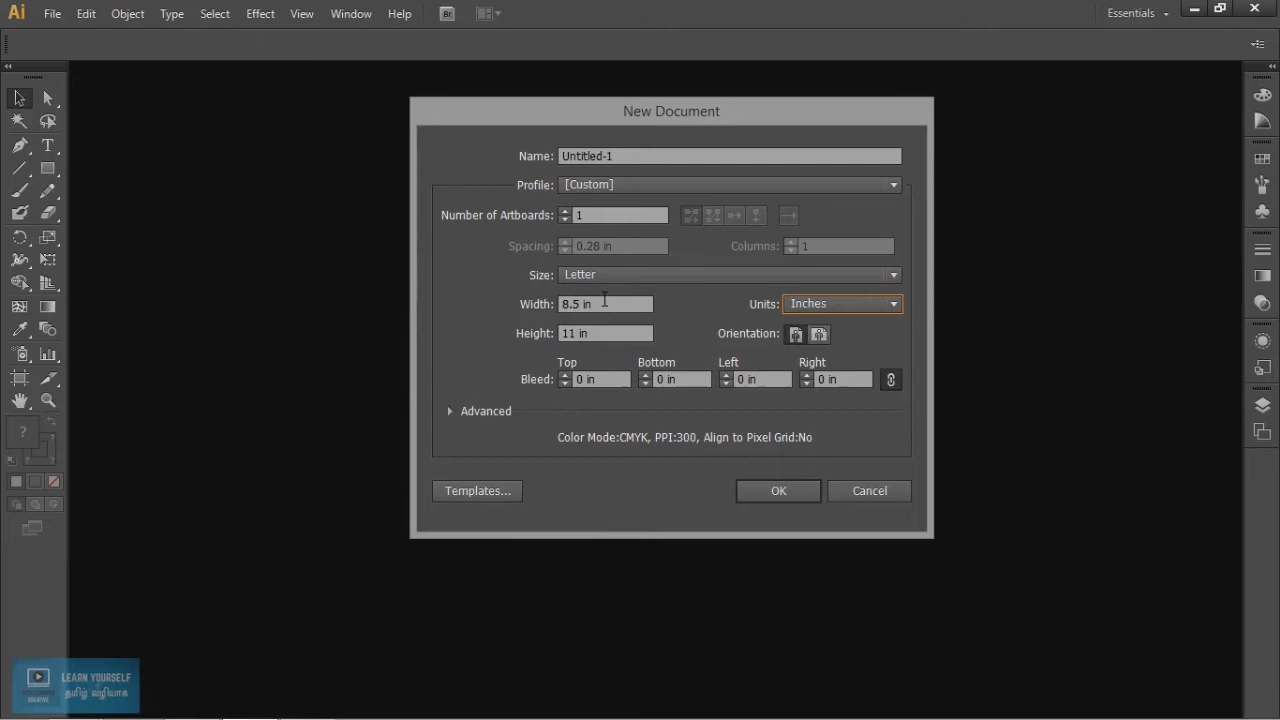 Ai File Edit Object Type Select Effect View Window Help Br Essentials
New Document
Name: Untitled-1
Profile: [Custom]
Number of Artboards: 1
Spacing: 0.28 in Columns: 1
Size: Letter
Width: 8.5 in Units: Inches
Height: 11 in Orientation:
Top Bottom Left Right
Bleed: 0 in 0 in 0 in 0 in
Advanced
Color Mode:CMYK, PPI:300, Align to Pixel Grid:No
Templates... OK Cancel
?
LEARN YOURSELF
தமிழ் வழியாக
CREATIVE